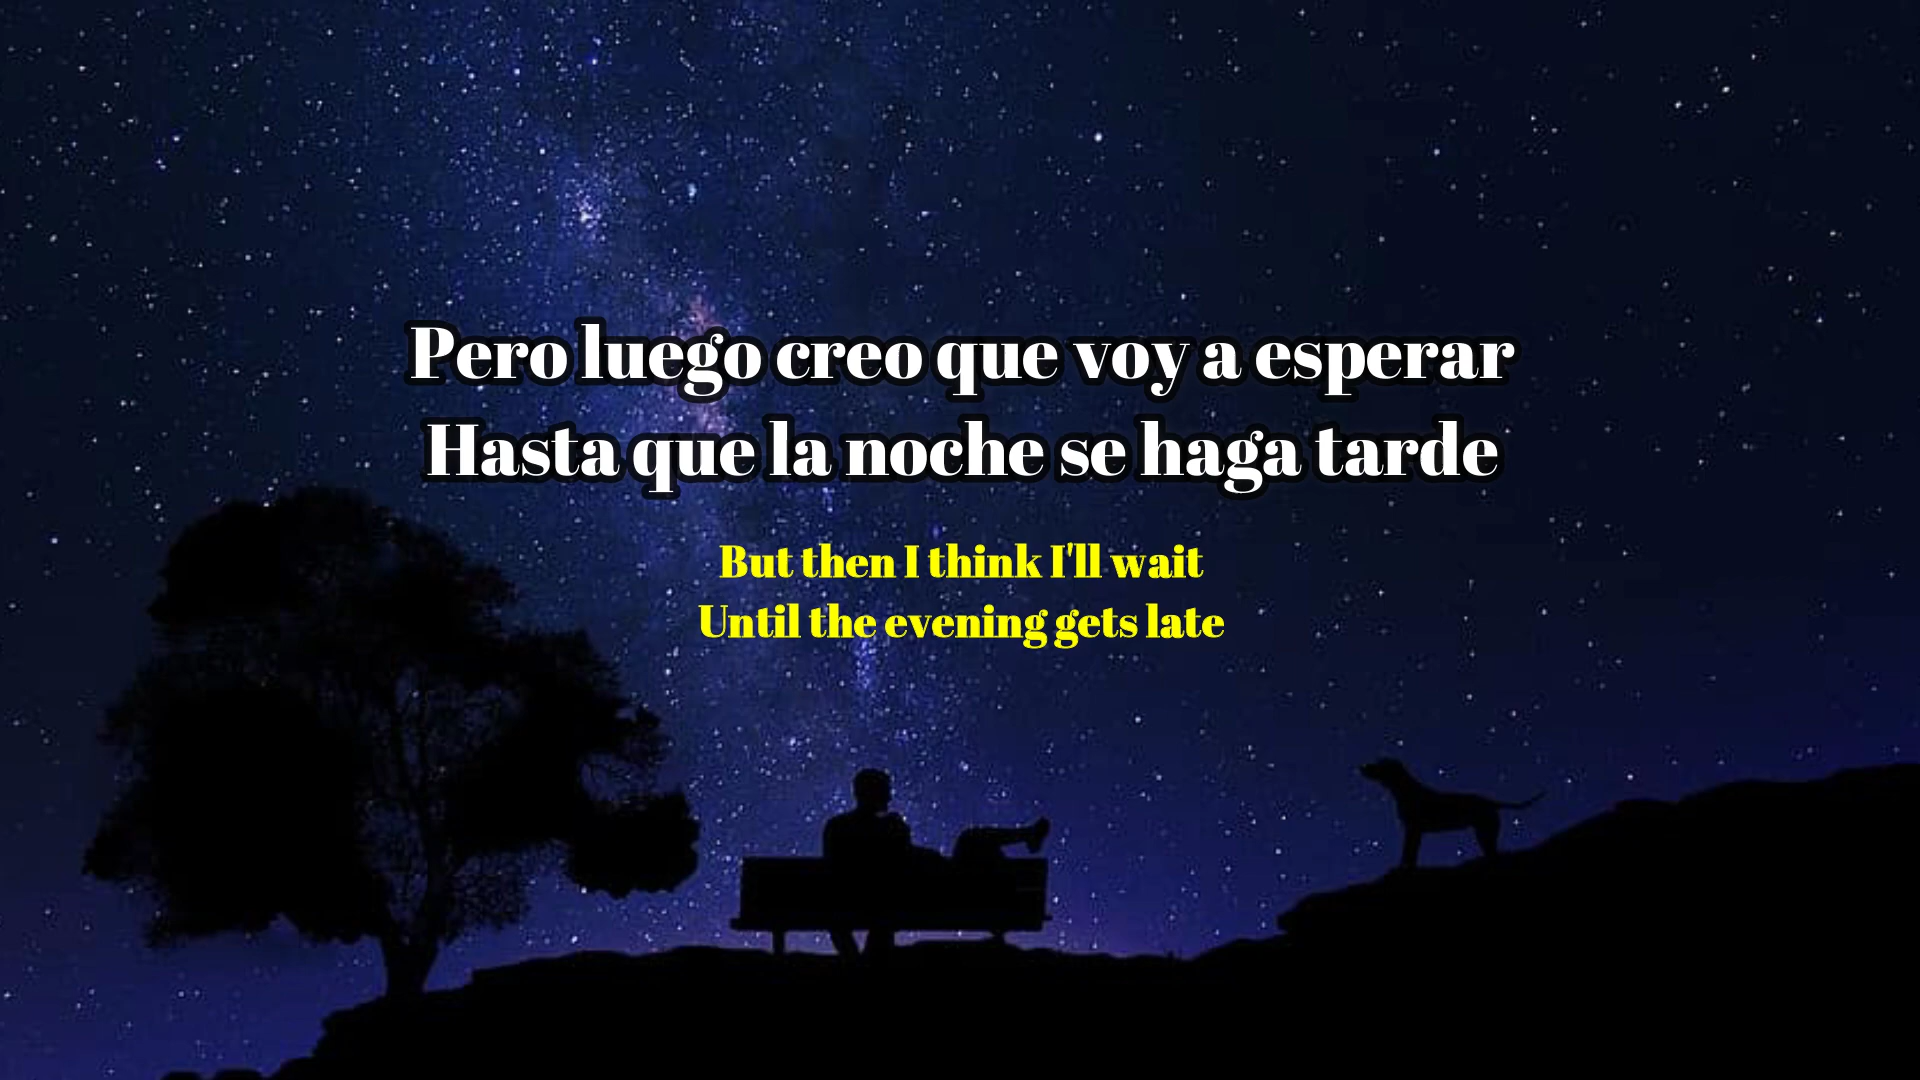 Pero luego creo que voy a esperar
Hasta que la noche se haga tarde
But then I think I'll wait
Until the evening gets late